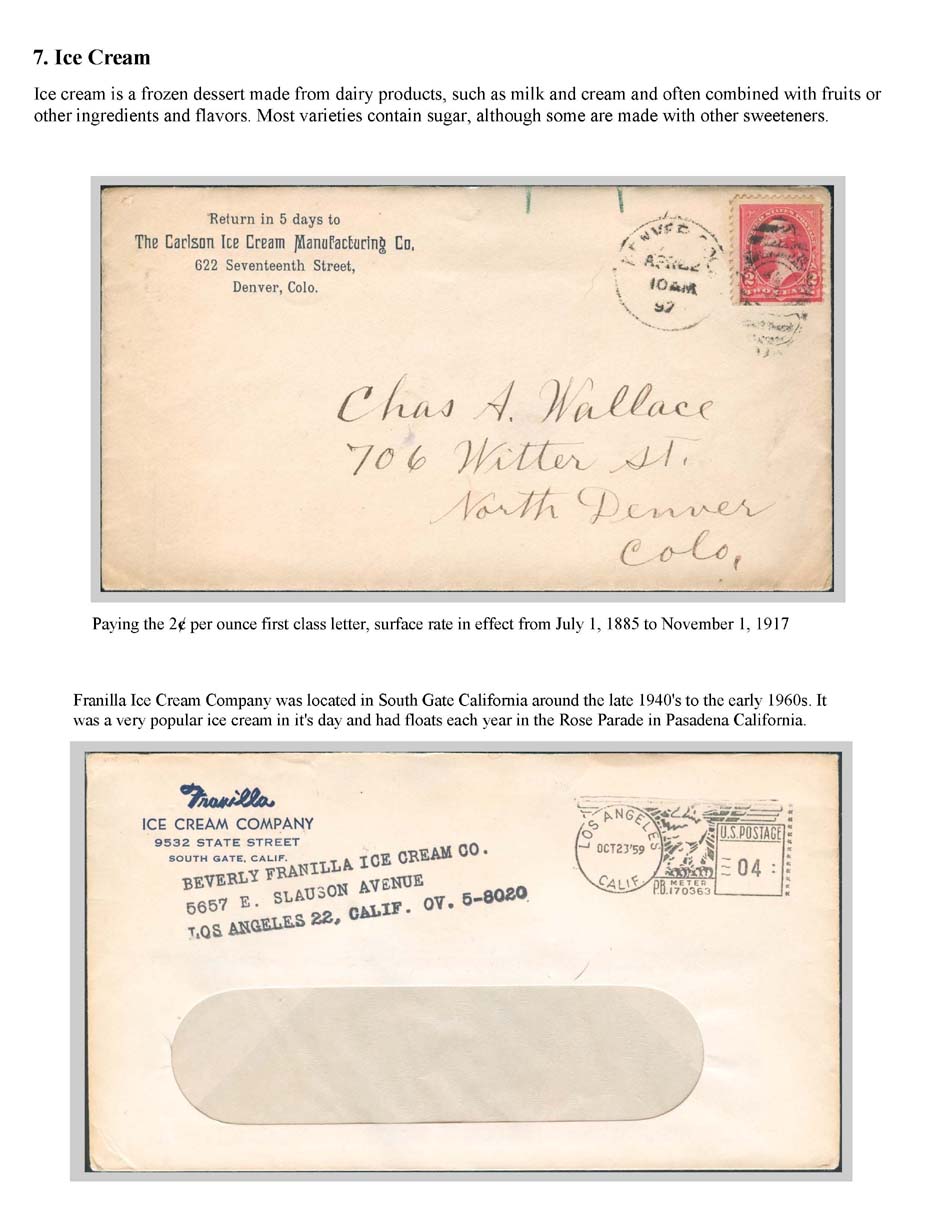 7. Ice Cream
Ice cream is a frozen dessert made from dairy products, such as milk and cream and often combined with fruits or
other ingredients and flavors. Most varieties contain sugar, although some are made with other sweeteners.
Return in 5 days to
The Carlson Ice Cream Manufacturing Co.
622 Seventeenth Street,
Denver, Colo.
DENVER COLO
APR 22
10 AM
97
2 2
Chas A. Wallace
706 Witter St.
North Denver
Colo,
Paying the 2¢ per ounce first class letter, surface rate in effect from July 1, 1885 to November 1, 1917
Franilla Ice Cream Company was located in South Gate California around the late 1940's to the early 1960s. It
was a very popular ice cream in it's day and had floats each year in the Rose Parade in Pasadena California.
Franilla
ICE CREAM COMPANY
9532 STATE STREET
SOUTH GATE, CALIF.
BEVERLY FRANILLA ICE CREAM CO.
5657 E. SLAUSON AVENUE
LOS ANGELES 22, CALIF. OV. 5-8020
LOS ANGELES
OCT23'59
CALIF.
P.B. METER
170363
U.S. POSTAGE
04